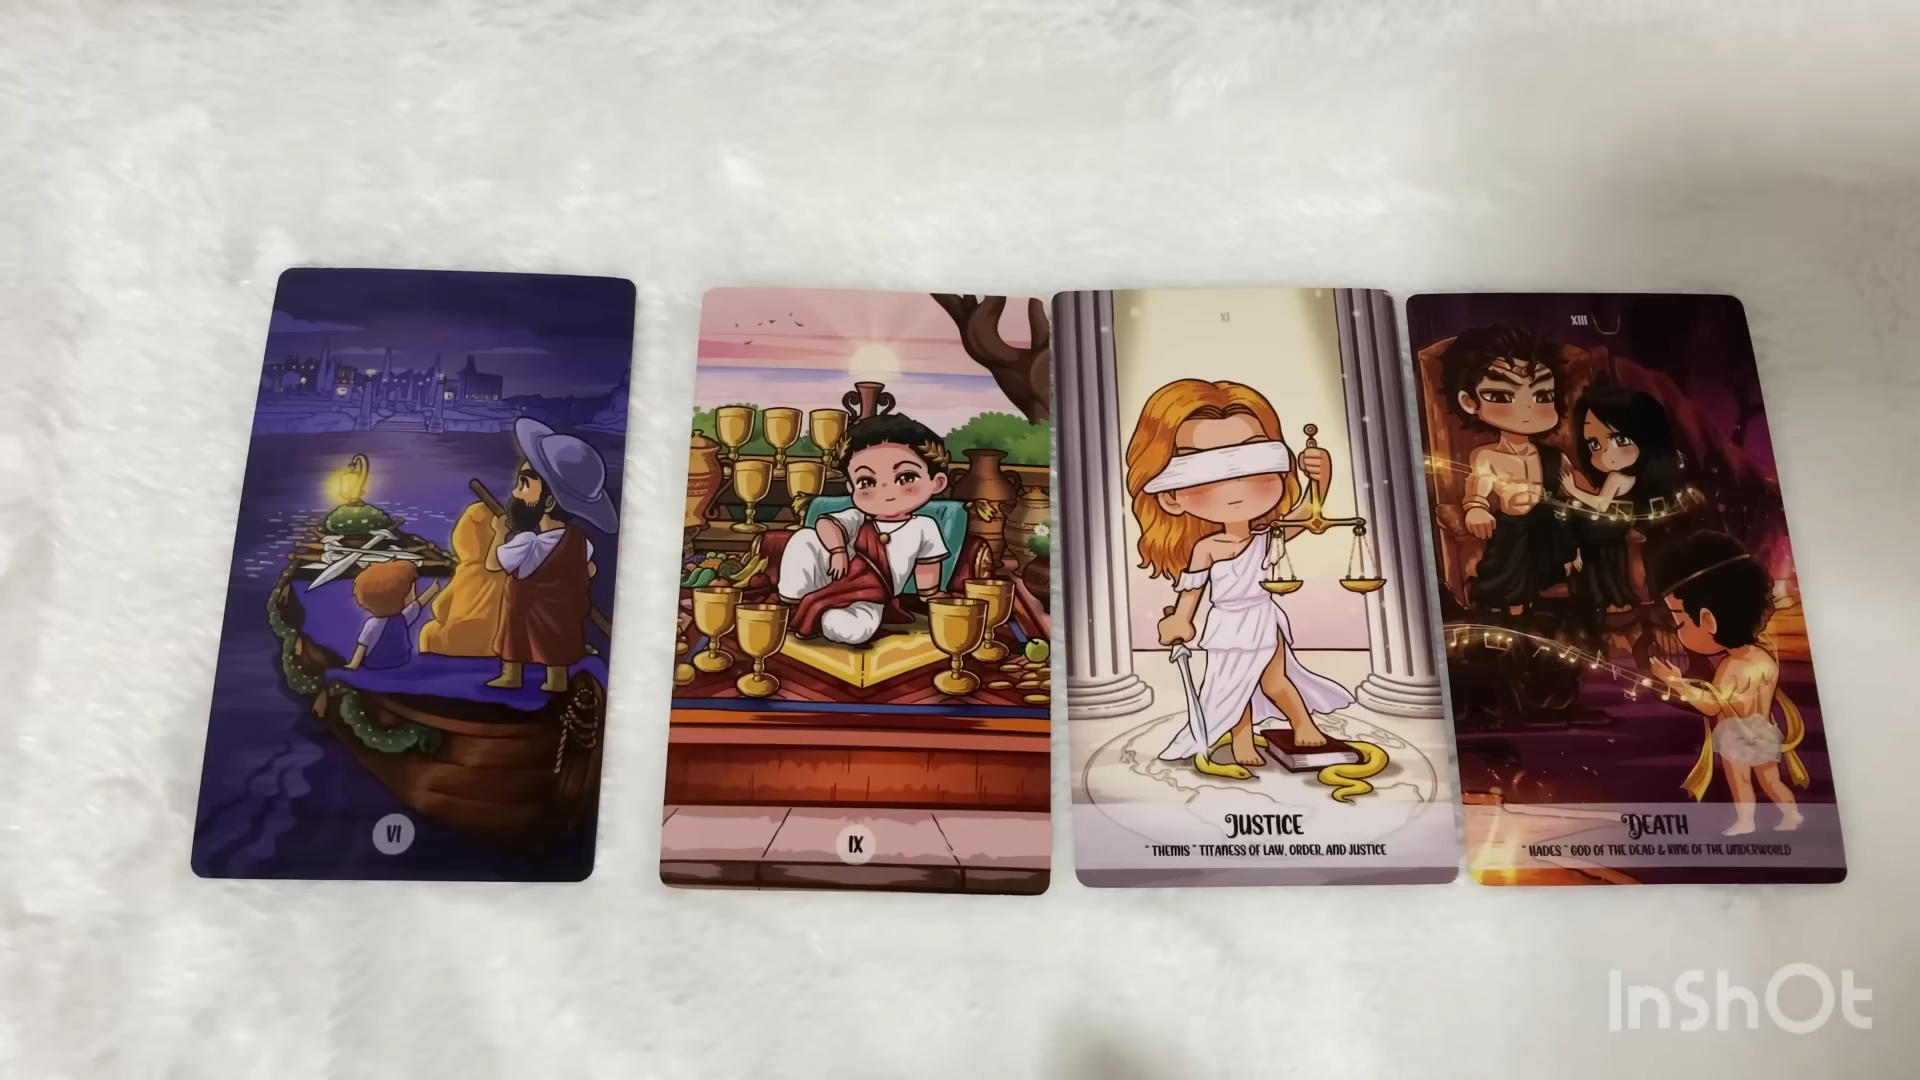 VI
IX
XI
JUSTICE
" THEMIS " TITANESS OF LAW, ORDER, AND JUSTICE
XIII
DEATH
" HADES " GOD OF THE DEAD & KING OF THE UNDERWORLD
InShOt